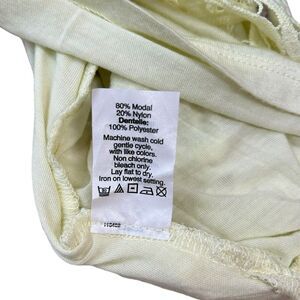 80% Modal
20% Nylon
Dentelle:
100% Polyester
Machine wash cold
gentle cycle,
with like colors.
Non chlorine
bleach only.
Lay flat to dry.
Iron on lowest setting.